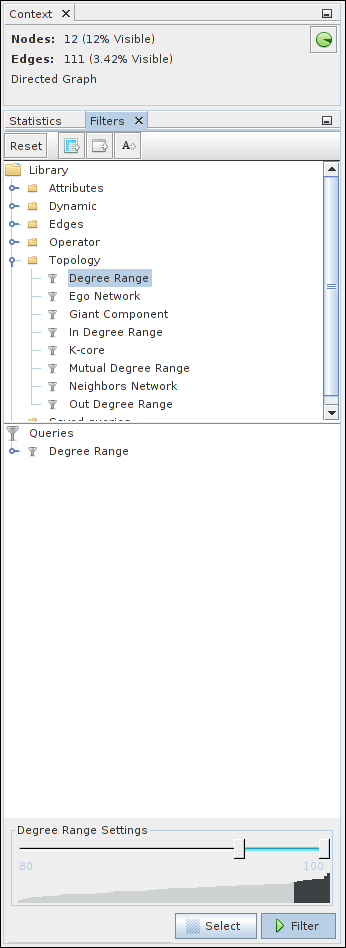 Context
Nodes: 12 (12% Visible)
Edges: 111 (3.42% Visible)
Directed Graph
Statistics Filters
Reset A
Library
Attributes
Dynamic
Edges
Operator
Topology
Degree Range
Ego Network
Giant Component
In Degree Range
K-core
Mutual Degree Range
Neighbors Network
Out Degree Range
Saved queries
Queries
Degree Range
Degree Range Settings
80 100
Select Filter